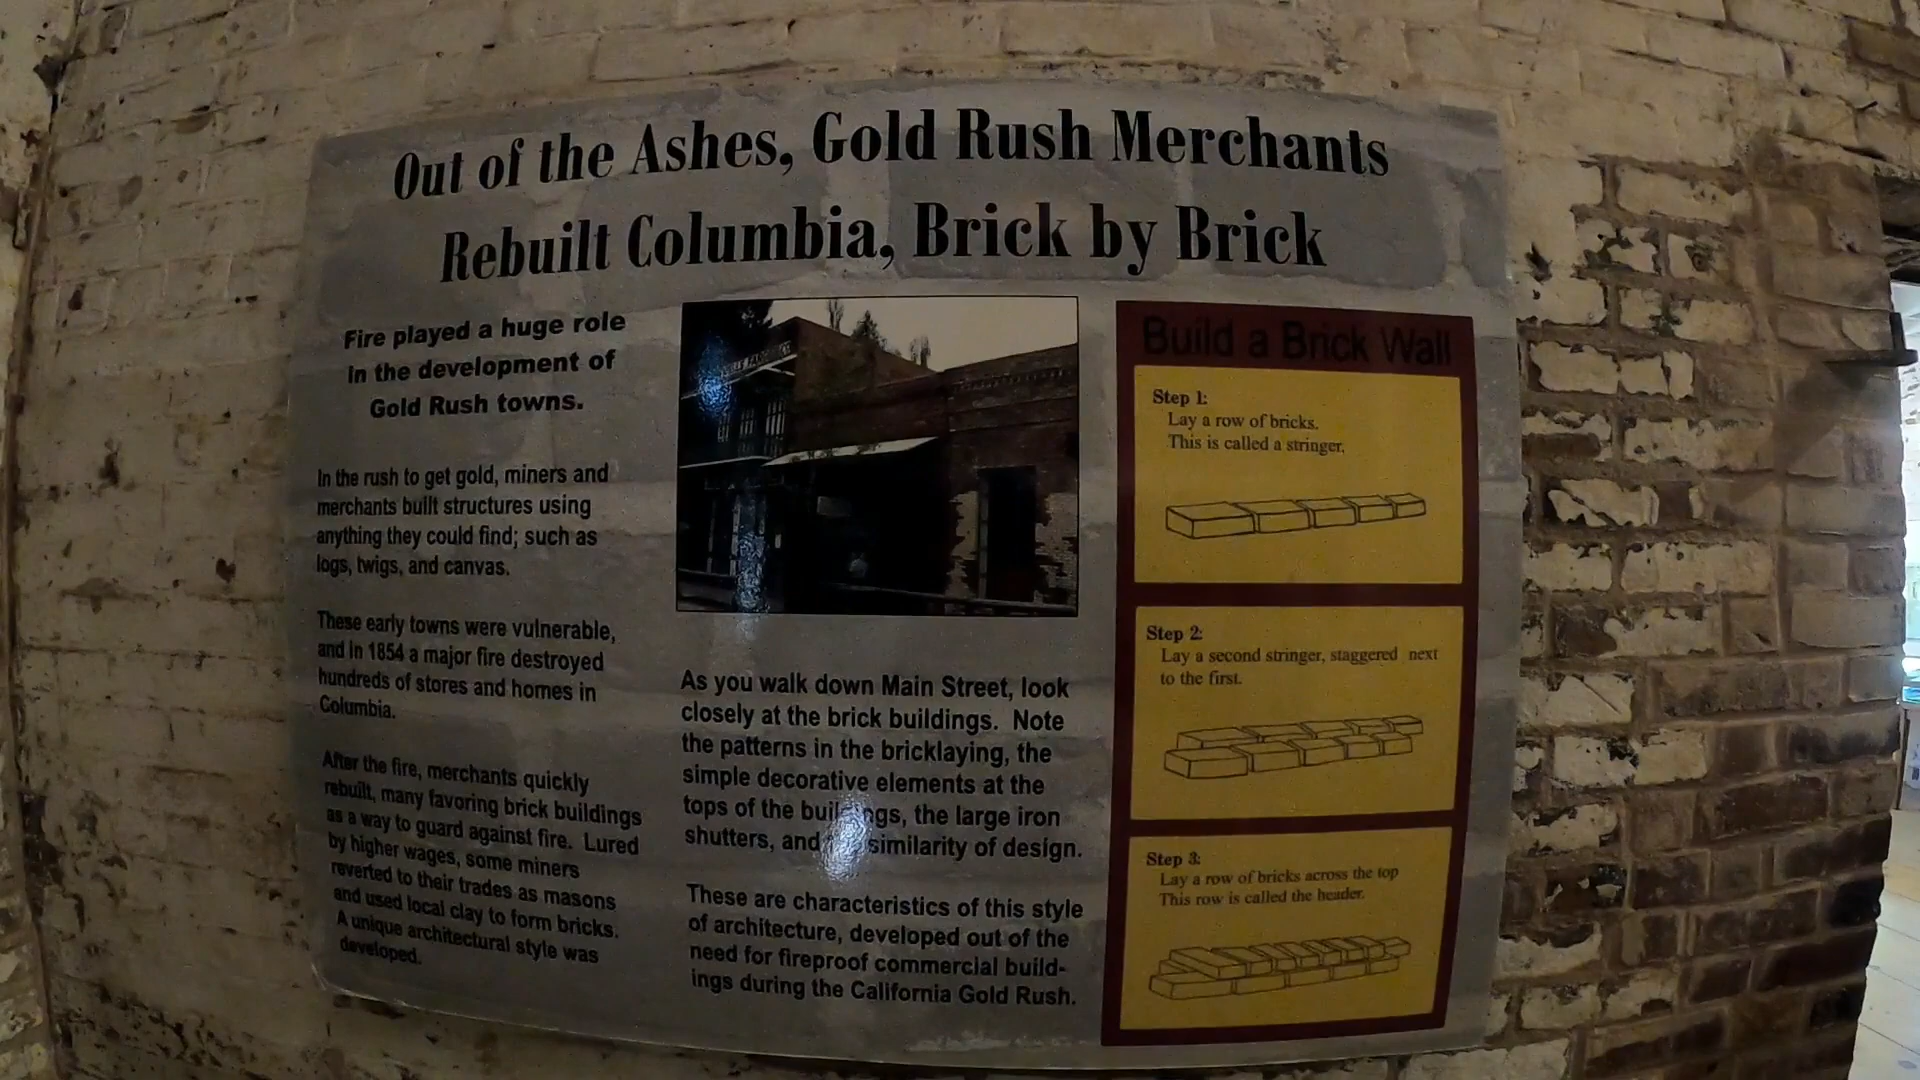 Out of the Ashes, Gold Rush Merchants
Rebuilt Columbia, Brick by Brick
Fire played a huge role
in the development of
Gold Rush towns.
In the rush to get gold, miners and
merchants built structures using
anything they could find; such as
logs, twigs, and canvas.
These early towns were vulnerable,
and in 1854 a major fire destroyed
hundreds of stores and homes in
Columbia.
After the fire, merchants quickly
rebuilt, many favoring brick buildings
as a way to guard against fire. Lured
by higher wages, some miners
reverted to their trades as masons
and used local clay to form bricks.
A unique architectural style was
developed.
As you walk down Main Street, look
closely at the brick buildings. Note
the patterns in the bricklaying, the
simple decorative elements at the
tops of the buildings, the large iron
shutters, and similarity of design.
These are characteristics of this style
of architecture, developed out of the
need for fireproof commercial build-
ings during the California Gold Rush.
Build a Brick Wall
Step 1:
Lay a row of bricks.
This is called a stringer.
Step 2:
Lay a second stringer, staggered next
to the first.
Step 3:
Lay a row of bricks across the top
This row is called the header.